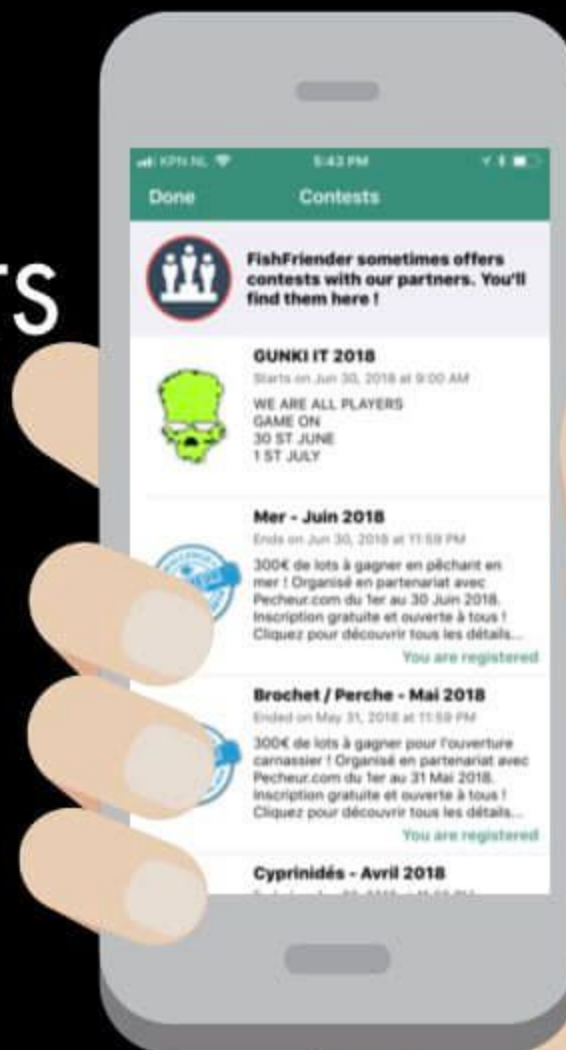 TS
KPN NL 5:43 PM
Done Contests
FishFriender sometimes offers
contests with our partners. You'll
find them here !
GUNKI IT 2018
Starts on Jun 30, 2018 at 9:00 AM
WE ARE ALL PLAYERS
GAME ON
30 ST JUNE
1 ST JULY
Mer - Juin 2018
Ends on Jun 30, 2018 at 11:59 PM
300€ de lots à gagner en pêchant en
mer ! Organisé en partenariat avec
Pecheur.com du 1er au 30 Juin 2018.
Inscription gratuite et ouverte à tous !
Cliquez pour découvrir tous les détails...
You are registered
Brochet / Perche - Mai 2018
Ended on May 31, 2018 at 11:59 PM
300€ de lots à gagner pour l'ouverture
carnassier ! Organisé en partenariat avec
Pecheur.com du 1er au 31 Mai 2018.
Inscription gratuite et ouverte à tous !
Cliquez pour découvrir tous les détails...
You are registered
Cyprinidés - Avril 2018